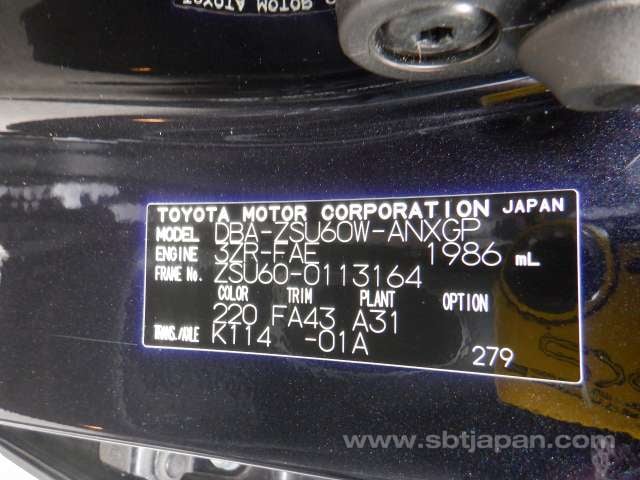 TOYOTA MOTOR CORPORATION JAPAN
MODEL DBA-ZSU60W-ANXGP
ENGINE 3ZR-FAE 1986 mL
FRAME No. ZSU60-0113164
COLOR TRIM PLANT OPTION
220 FA43 A31
TRANS./AXLE K114 -01A
279
www.sbtjapan.com